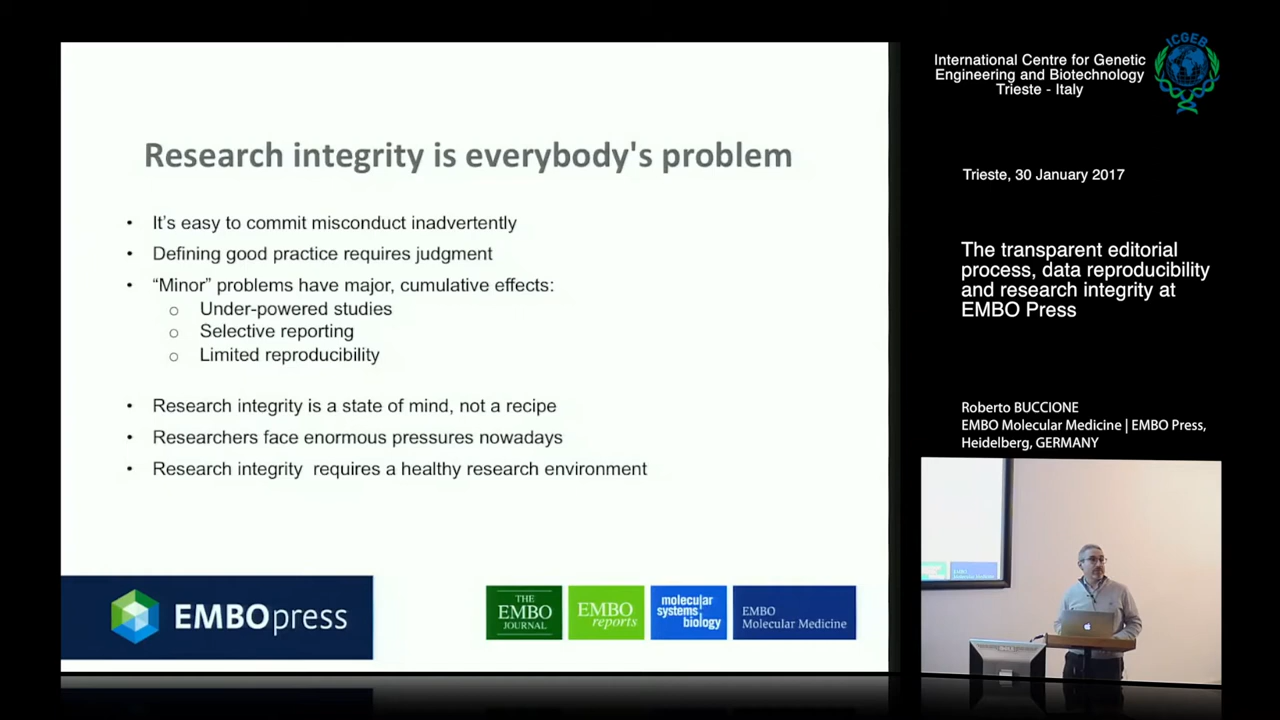 Research integrity is everybody's problem
• It's easy to commit misconduct inadvertently
• Defining good practice requires judgment
• “Minor” problems have major, cumulative effects:
o Under-powered studies
o Selective reporting
o Limited reproducibility
• Research integrity is a state of mind, not a recipe
• Researchers face enormous pressures nowadays
• Research integrity requires a healthy research environment
EMBOpress
THE
EMBO
JOURNAL
EMBO
reports
molecular
systems
biology
EMBO
Molecular Medicine
International Centre for Genetic
Engineering and Biotechnology
Trieste - Italy
ICGEB
Trieste, 30 January 2017
The transparent editorial
process, data reproducibility
and research integrity at
EMBO Press
Roberto BUCCIONE
EMBO Molecular Medicine | EMBO Press,
Heidelberg, GERMANY